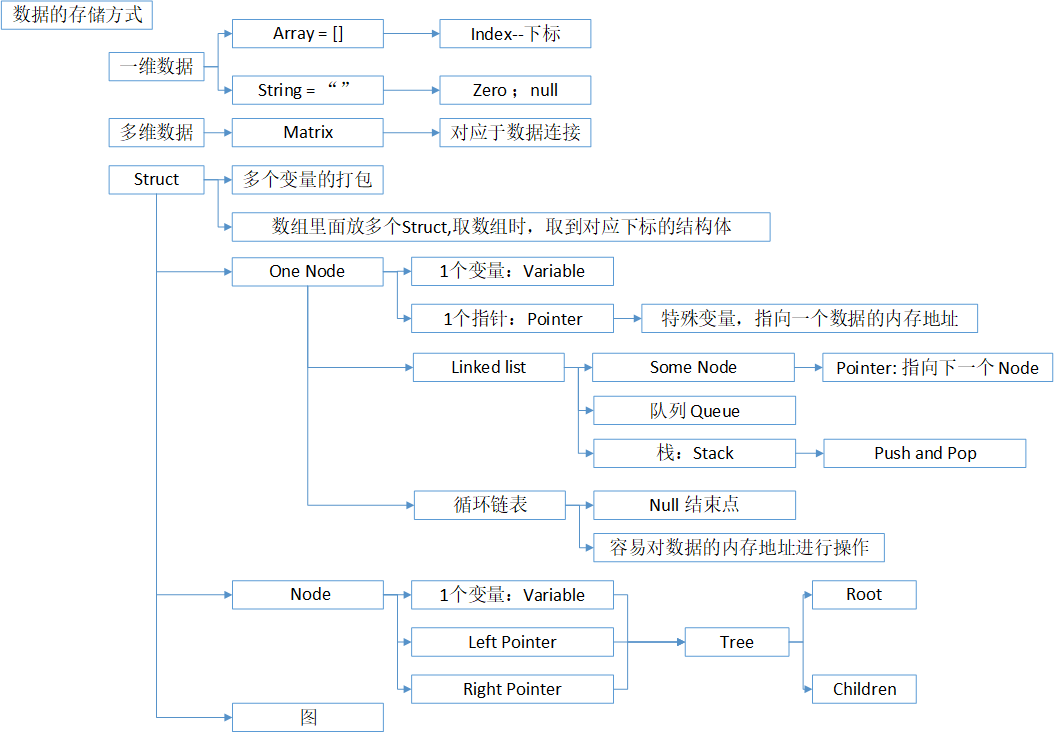 数据的存储方式
Array = []
Index--下标
一维数据
String = “ ”
Zero ；null
多维数据
Matrix
对应于数据连接
Struct
多个变量的打包
数组里面放多个Struct,取数组时，取到对应下标的结构体
One Node
1个变量：Variable
1个指针：Pointer
特殊变量，指向一个数据的内存地址
Linked list
Some Node
Pointer: 指向下一个 Node
队列 Queue
栈：Stack
Push and Pop
循环链表
Null 结束点
容易对数据的内存地址进行操作
Node
1个变量：Variable
Root
Left Pointer
Tree
Right Pointer
Children
图